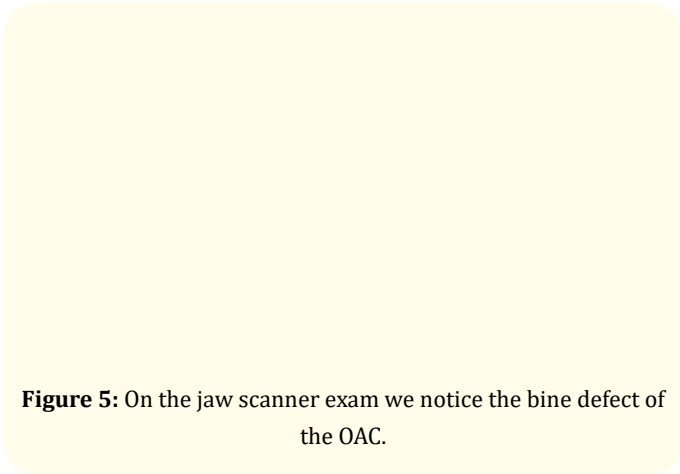 Figure 5: On the jaw scanner exam we notice the bine defect of
the OAC.